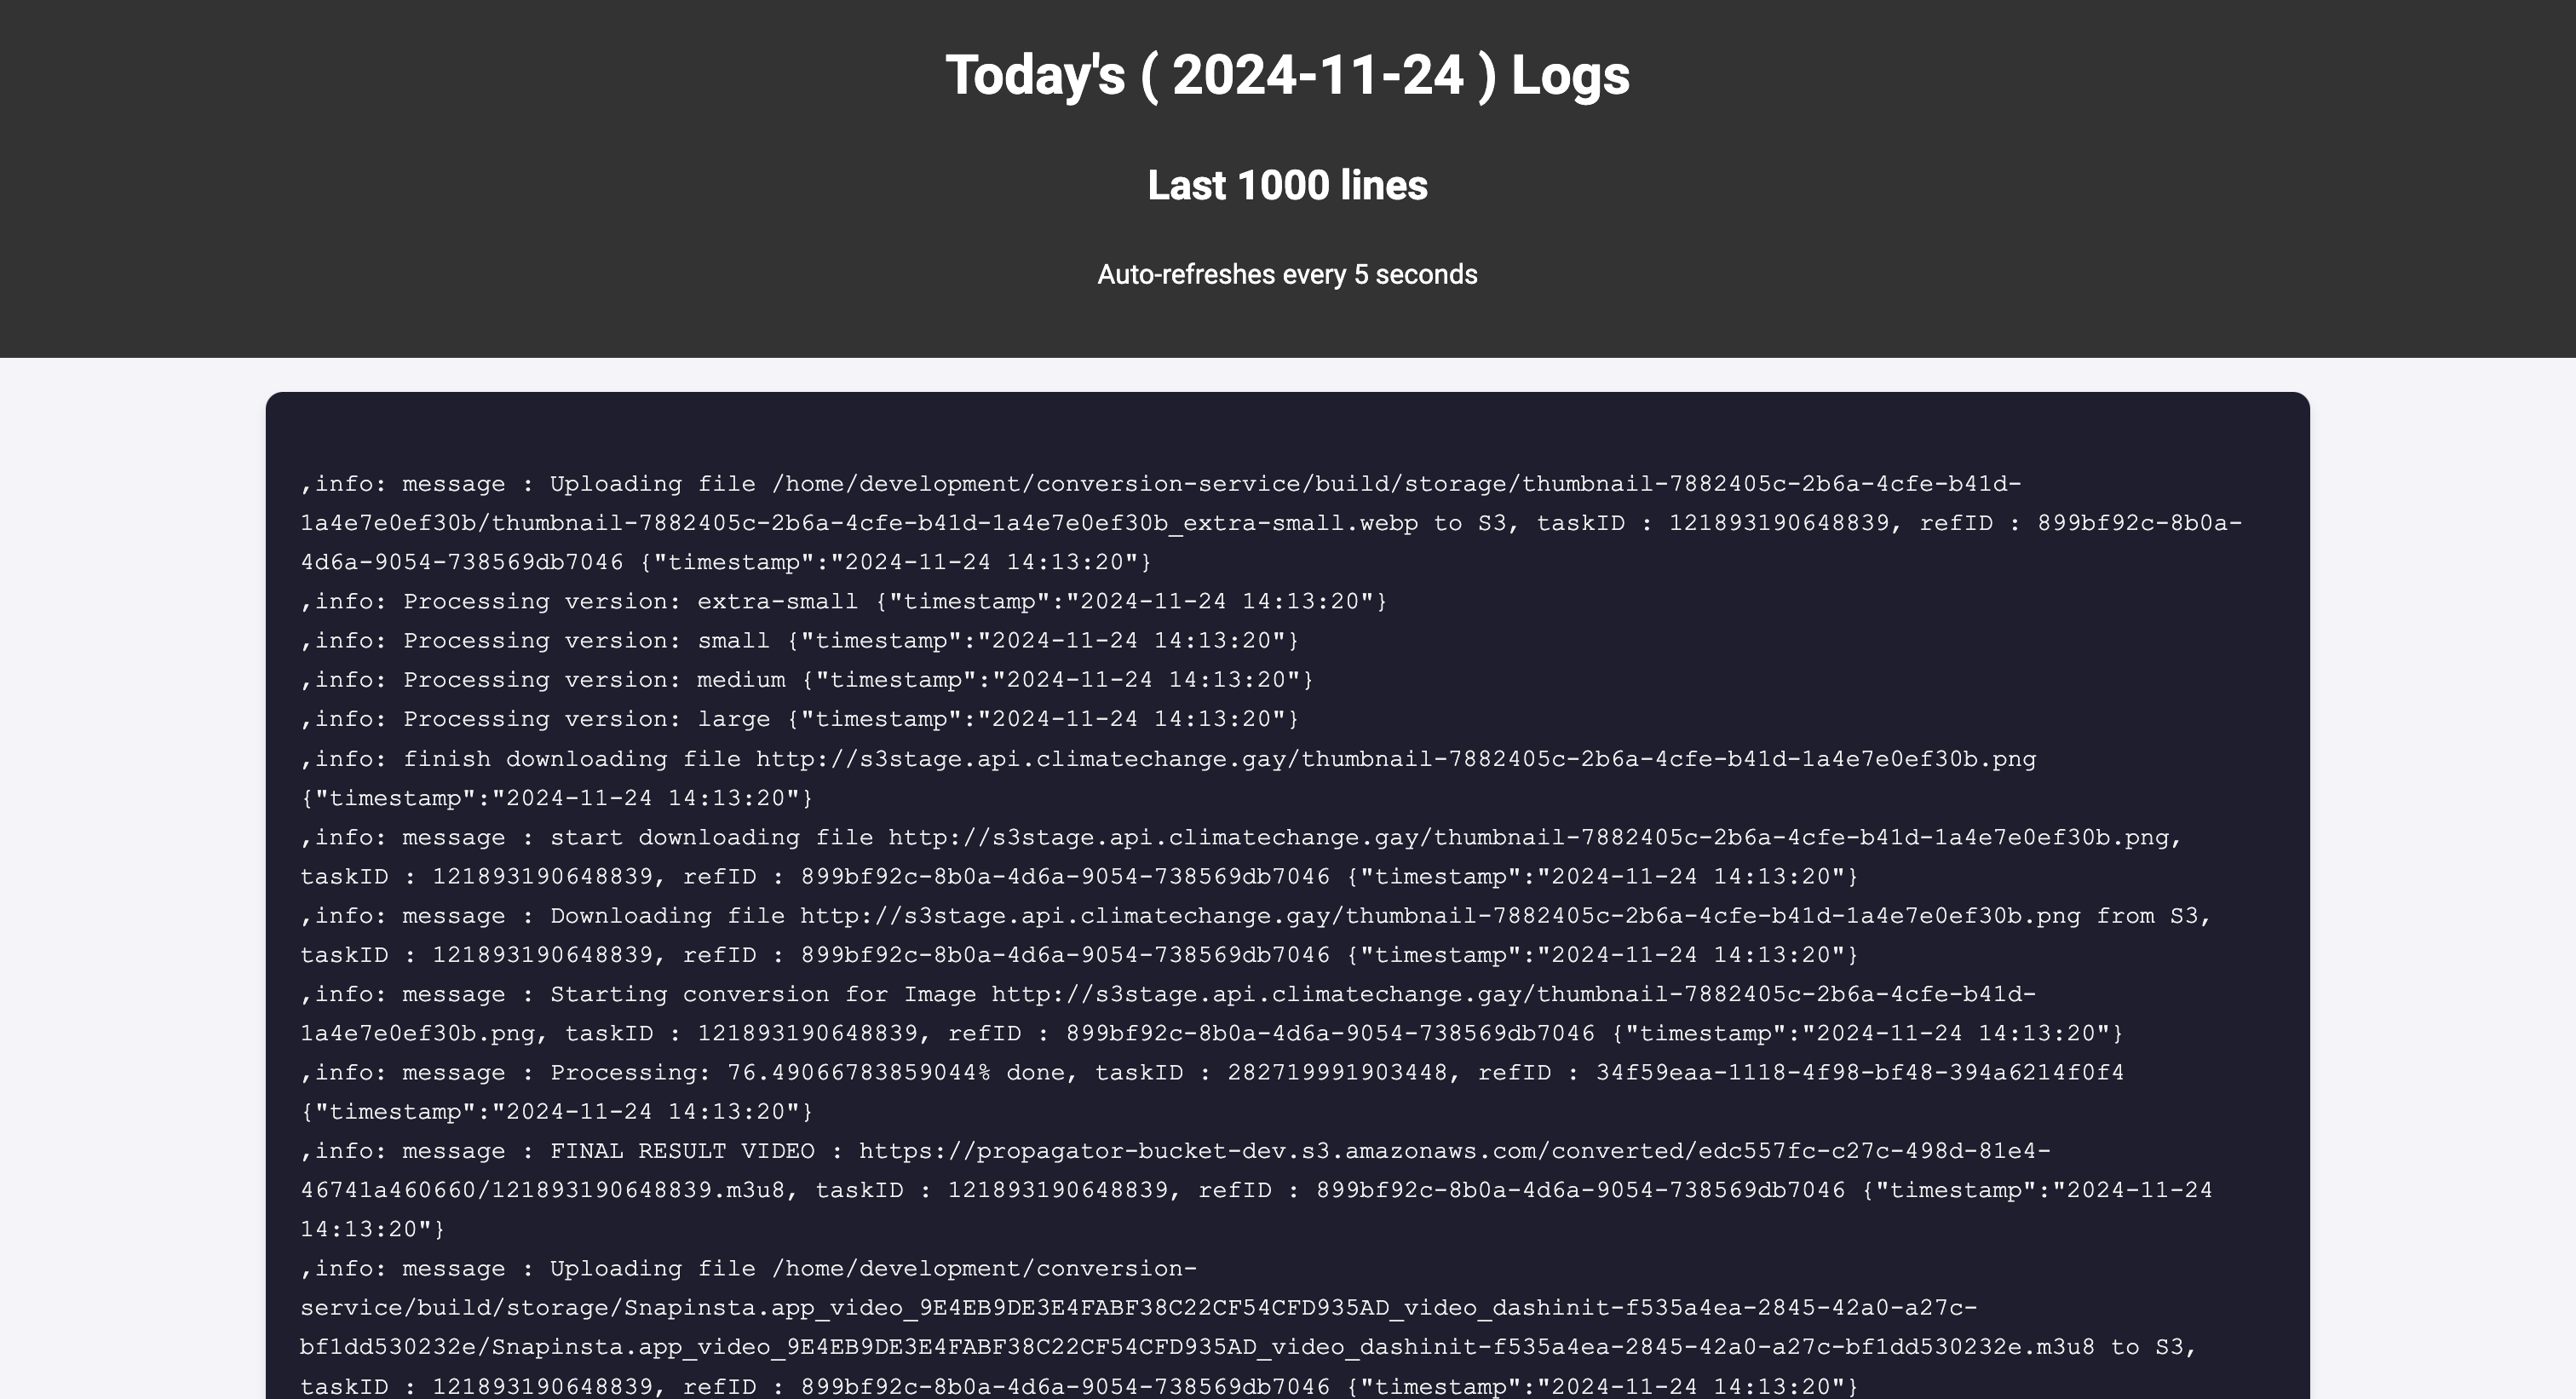 Today's ( 2024-11-24 ) Logs
Last 1000 lines
Auto-refreshes every 5 seconds
,info: message : Uploading file /home/development/conversion-service/build/storage/thumbnail-7882405c-2b6a-4cfe-b41d-
1a4e7e0ef30b/thumbnail-7882405c-2b6a-4cfe-b41d-1a4e7e0ef30b_extra-small.webp to S3, taskID : 121893190648839, refID : 899bf92c-8b0a-
4d6a-9054-738569db7046 {"timestamp":"2024-11-24 14:13:20"}
,info: Processing version: extra-small {"timestamp":"2024-11-24 14:13:20"}
,info: Processing version: small {"timestamp":"2024-11-24 14:13:20"}
,info: Processing version: medium {"timestamp":"2024-11-24 14:13:20"}
,info: Processing version: large {"timestamp":"2024-11-24 14:13:20"}
,info: finish downloading file http://s3stage.api.climatechange.gay/thumbnail-7882405c-2b6a-4cfe-b41d-1a4e7e0ef30b.png
{"timestamp":"2024-11-24 14:13:20"}
,info: message : start downloading file http://s3stage.api.climatechange.gay/thumbnail-7882405c-2b6a-4cfe-b41d-1a4e7e0ef30b.png,
taskID : 121893190648839, refID : 899bf92c-8b0a-4d6a-9054-738569db7046 {"timestamp":"2024-11-24 14:13:20"}
,info: message : Downloading file http://s3stage.api.climatechange.gay/thumbnail-7882405c-2b6a-4cfe-b41d-1a4e7e0ef30b.png from S3,
taskID : 121893190648839, refID : 899bf92c-8b0a-4d6a-9054-738569db7046 {"timestamp":"2024-11-24 14:13:20"}
,info: message : Starting conversion for Image http://s3stage.api.climatechange.gay/thumbnail-7882405c-2b6a-4cfe-b41d-
1a4e7e0ef30b.png, taskID : 121893190648839, refID : 899bf92c-8b0a-4d6a-9054-738569db7046 {"timestamp":"2024-11-24 14:13:20"}
,info: message : Processing: 76.49066783859044% done, taskID : 282719991903448, refID : 34f59eaa-1118-4f98-bf48-394a6214f0f4
{"timestamp":"2024-11-24 14:13:20"}
,info: message : FINAL RESULT VIDEO : https://propagator-bucket-dev.s3.amazonaws.com/converted/edc557fc-c27c-498d-81e4-
46741a460660/121893190648839.m3u8, taskID : 121893190648839, refID : 899bf92c-8b0a-4d6a-9054-738569db7046 {"timestamp":"2024-11-24
14:13:20"}
,info: message : Uploading file /home/development/conversion-
service/build/storage/Snapinsta.app_video_9E4EB9DE3E4FABF38C22CF54CFD935AD_video_dashinit-f535a4ea-2845-42a0-a27c-
bf1dd530232e/Snapinsta.app_video_9E4EB9DE3E4FABF38C22CF54CFD935AD_video_dashinit-f535a4ea-2845-42a0-a27c-bf1dd530232e.m3u8 to S3,
taskID : 121893190648839, refID : 899bf92c-8b0a-4d6a-9054-738569db7046 {"timestamp":"2024-11-24 14:13:20"}